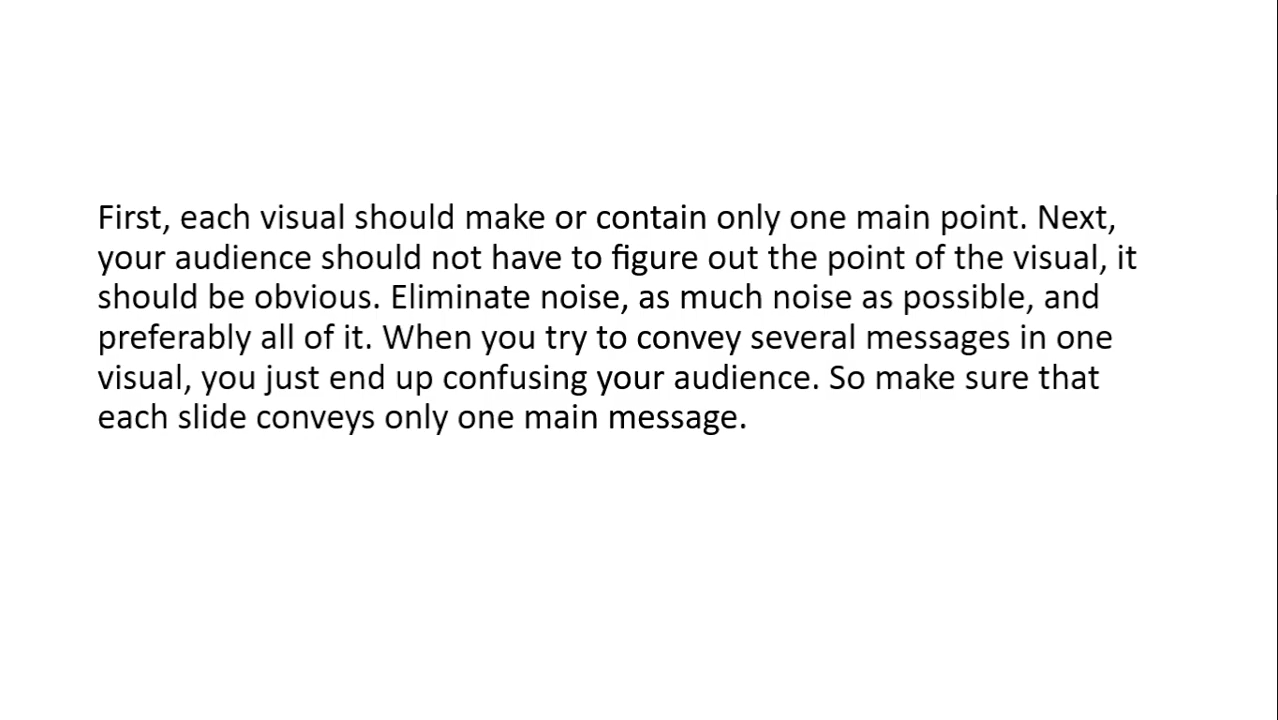 First, each visual should make or contain only one main point. Next,
your audience should not have to figure out the point of the visual, it
should be obvious. Eliminate noise, as much noise as possible, and
preferably all of it. When you try to convey several messages in one
visual, you just end up confusing your audience. So make sure that
each slide conveys only one main message.